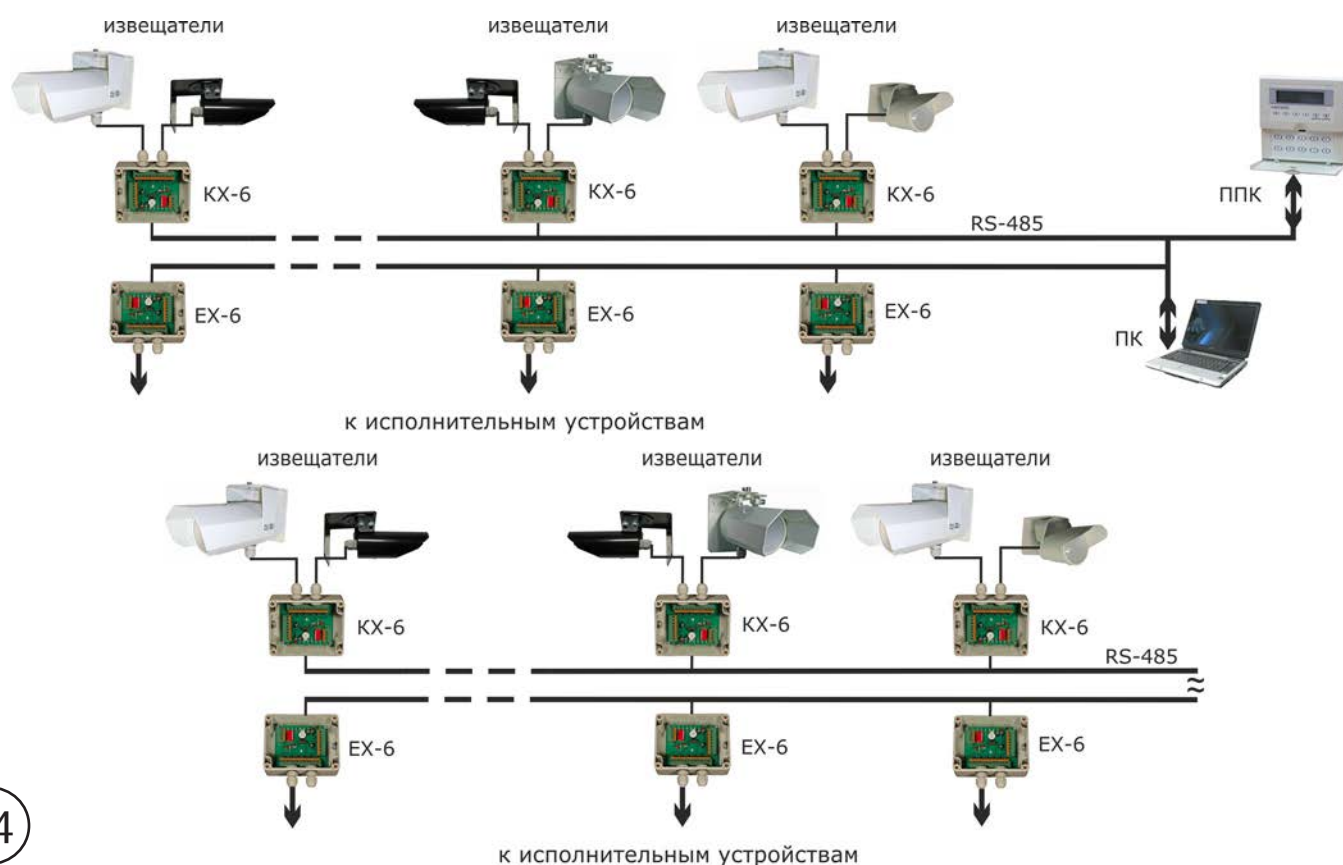 извещатели
извещатели
извещатели
КХ-6
КХ-6
КХ-6
ППК
RS-485
ЕХ-6
ЕХ-6
ЕХ-6
ПК
к исполнительным устройствам
извещатели
извещатели
извещатели
КХ-6
КХ-6
КХ-6
RS-485
≈
ЕХ-6
ЕХ-6
ЕХ-6
4
к исполнительным устройствам